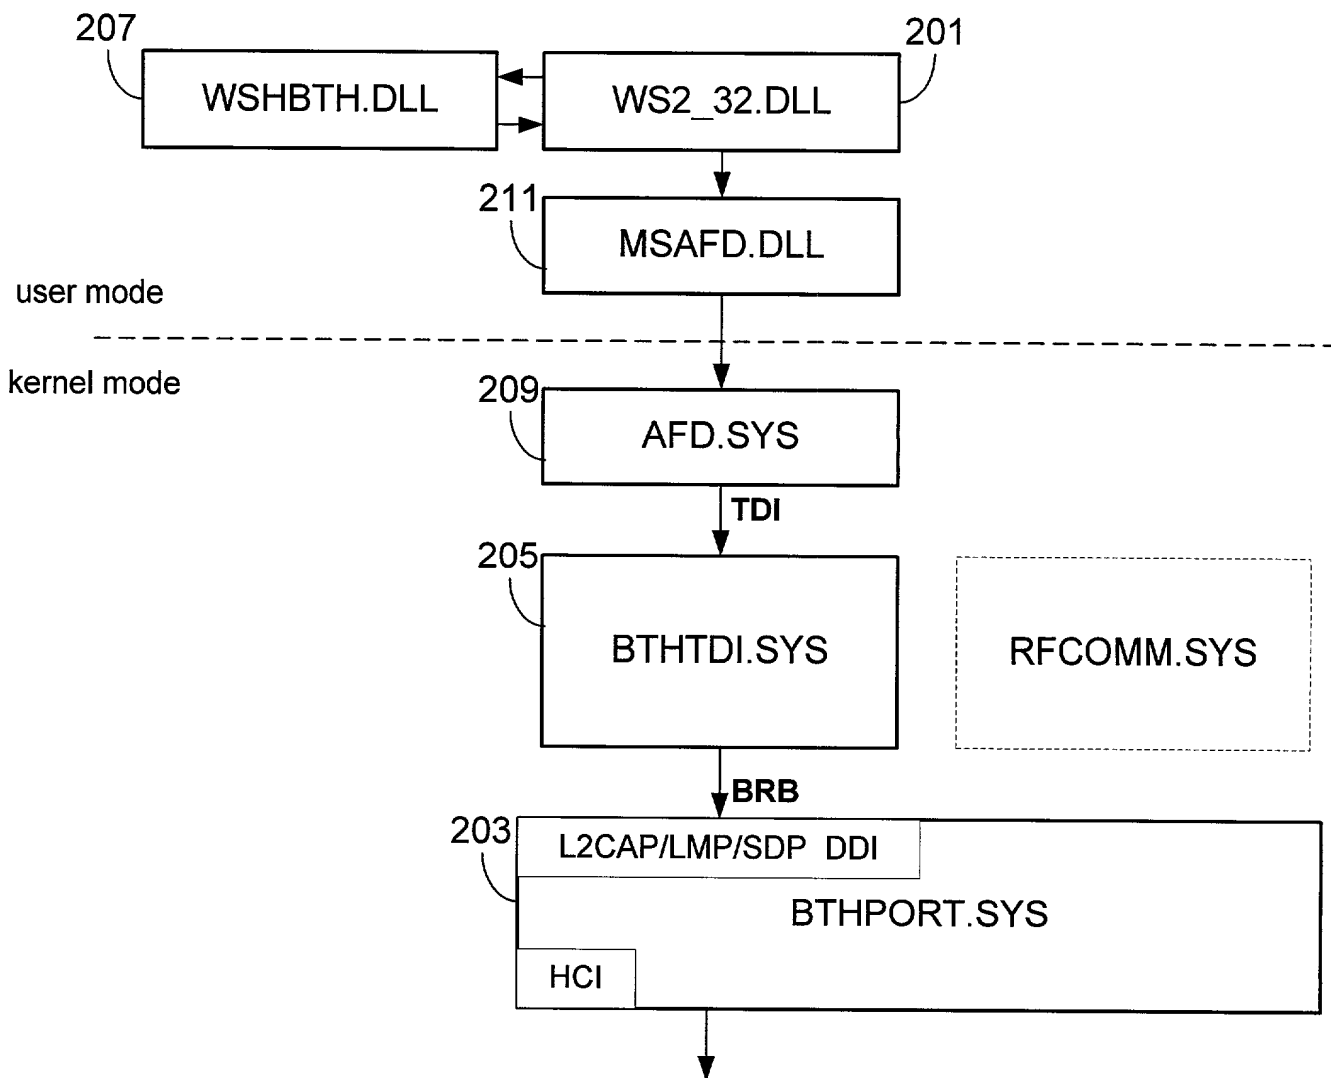 207
201
WSHBTH.DLL
WS2_32.DLL
211
MSAFD.DLL
user mode
kernel mode
209
AFD.SYS
TDI
205
BTHTDI.SYS
RFCOMM.SYS
BRB
203
L2CAP/LMP/SDP DDI
BTHPORT.SYS
HCI